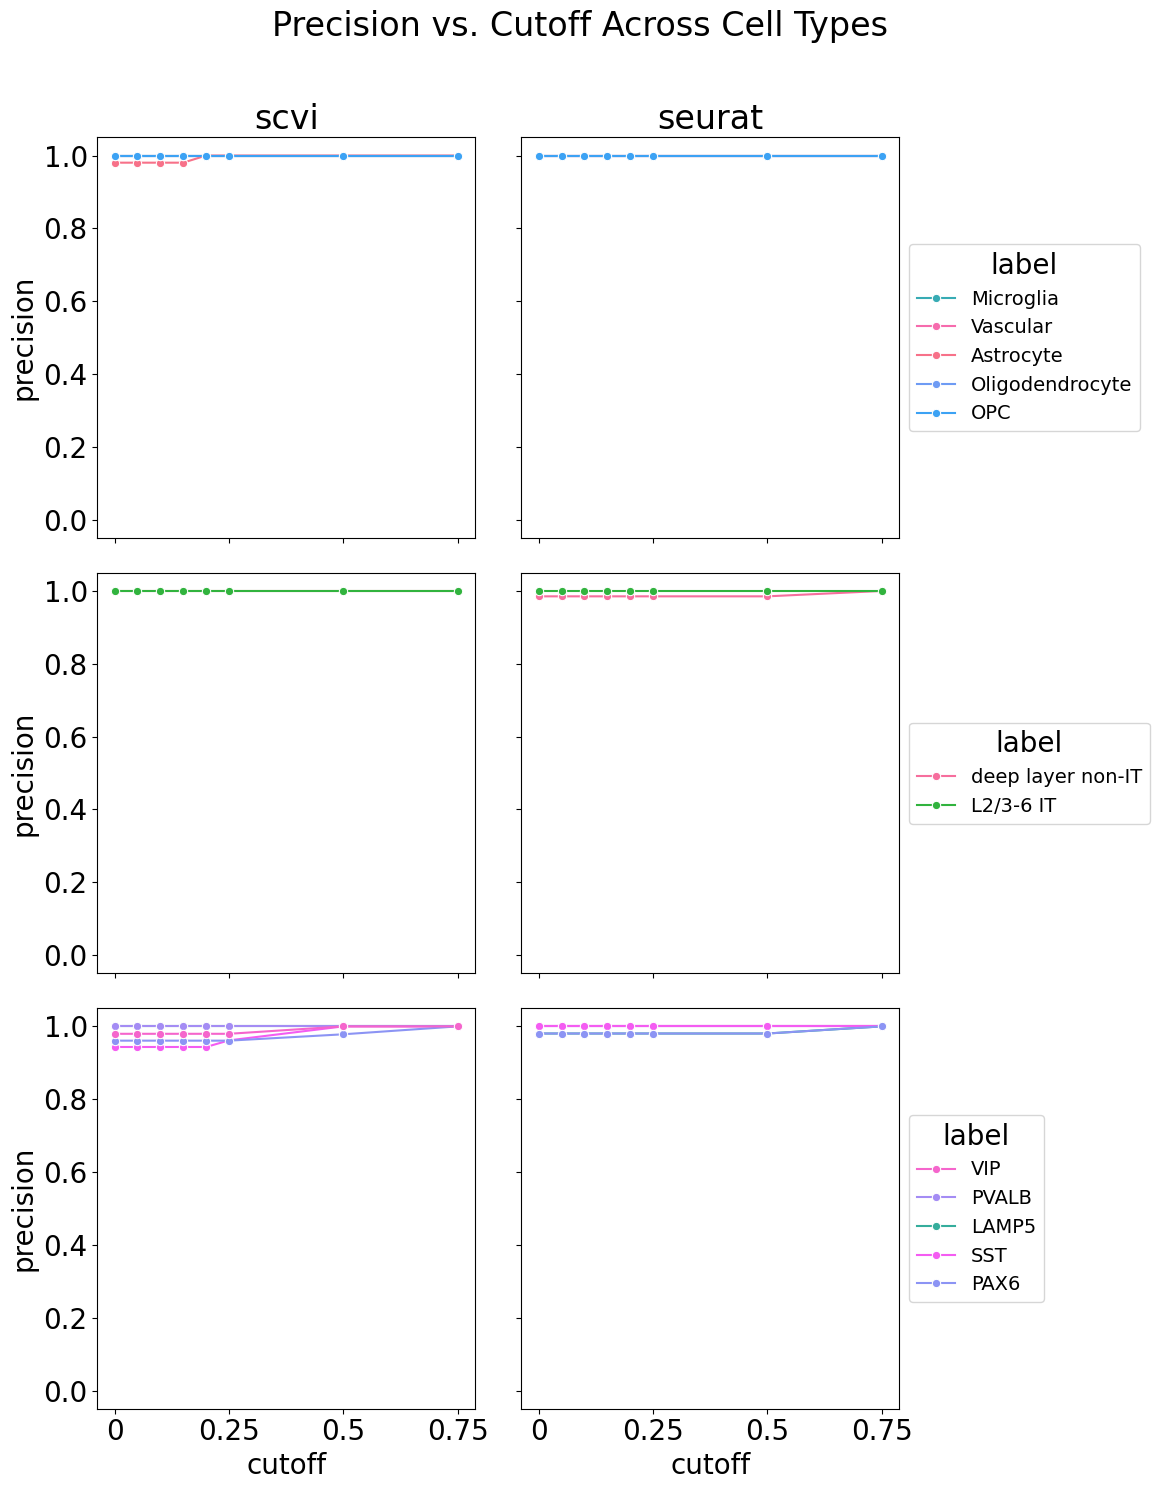 Precision vs. Cutoff Across Cell Types
scvi
seurat
precision
1.0
0.8
0.6
0.4
0.2
0.0
label
Microglia
Vascular
Astrocyte
Oligodendrocyte
OPC
precision
1.0
0.8
0.6
0.4
0.2
0.0
label
deep layer non-IT
L2/3-6 IT
precision
1.0
0.8
0.6
0.4
0.2
0.0
label
VIP
PVALB
LAMP5
SST
PAX6
0 0.25 0.5 0.75
cutoff
0 0.25 0.5 0.75
cutoff